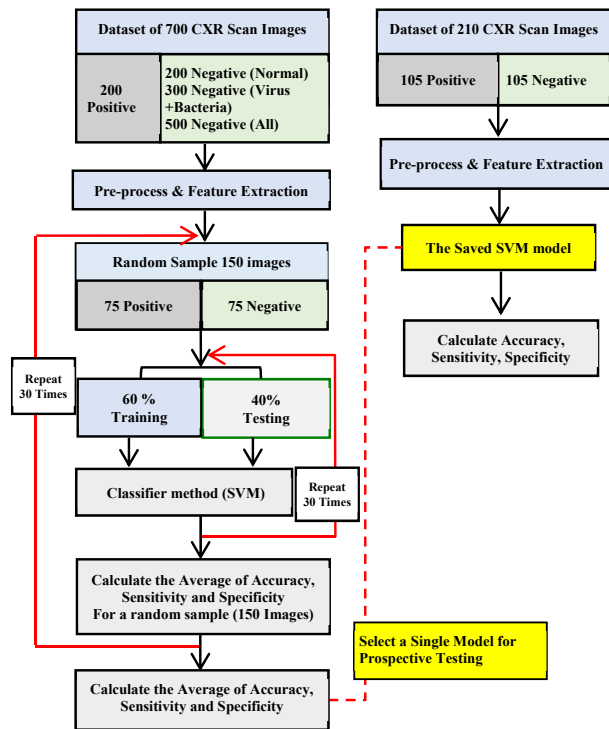 Dataset of 700 CXR Scan Images
200
Positive
200 Negative (Normal)
300 Negative (Virus
+Bacteria)
500 Negative (All)
Pre-process & Feature Extraction
Random Sample 150 images
75 Positive
75 Negative
Repeat
30 Times
60 %
Training
40%
Testing
Classifier method (SVM)
Repeat
30 Times
Calculate the Average of Accuracy,
Sensitivity and Specificity
For a random sample (150 Images)
Calculate the Average of Accuracy,
Sensitivity and Specificity
Dataset of 210 CXR Scan Images
105 Positive
105 Negative
Pre-process & Feature Extraction
The Saved SVM model
Calculate Accuracy,
Sensitivity, Specificity
Select a Single Model for
Prospective Testing